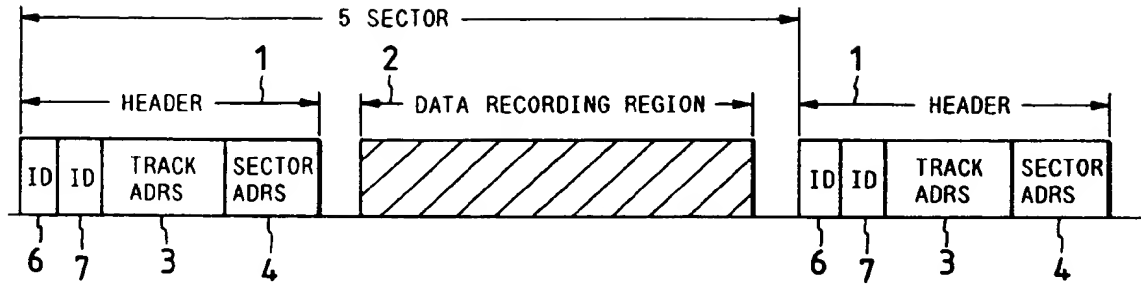 5 SECTOR
1 2 1
HEADER DATA RECORDING REGION HEADER
ID ID TRACK ADRS SECTOR ADRS ID ID TRACK ADRS SECTOR ADRS
6 7 3 4 6 7 3 4